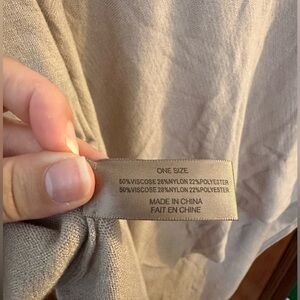 ONE SIZE
50%VISCOSE 28%NYLON 22%POLYESTER
50%VISCOSE 28%NYLON 22%POLYESTER
MADE IN CHINA
FAIT EN CHINE